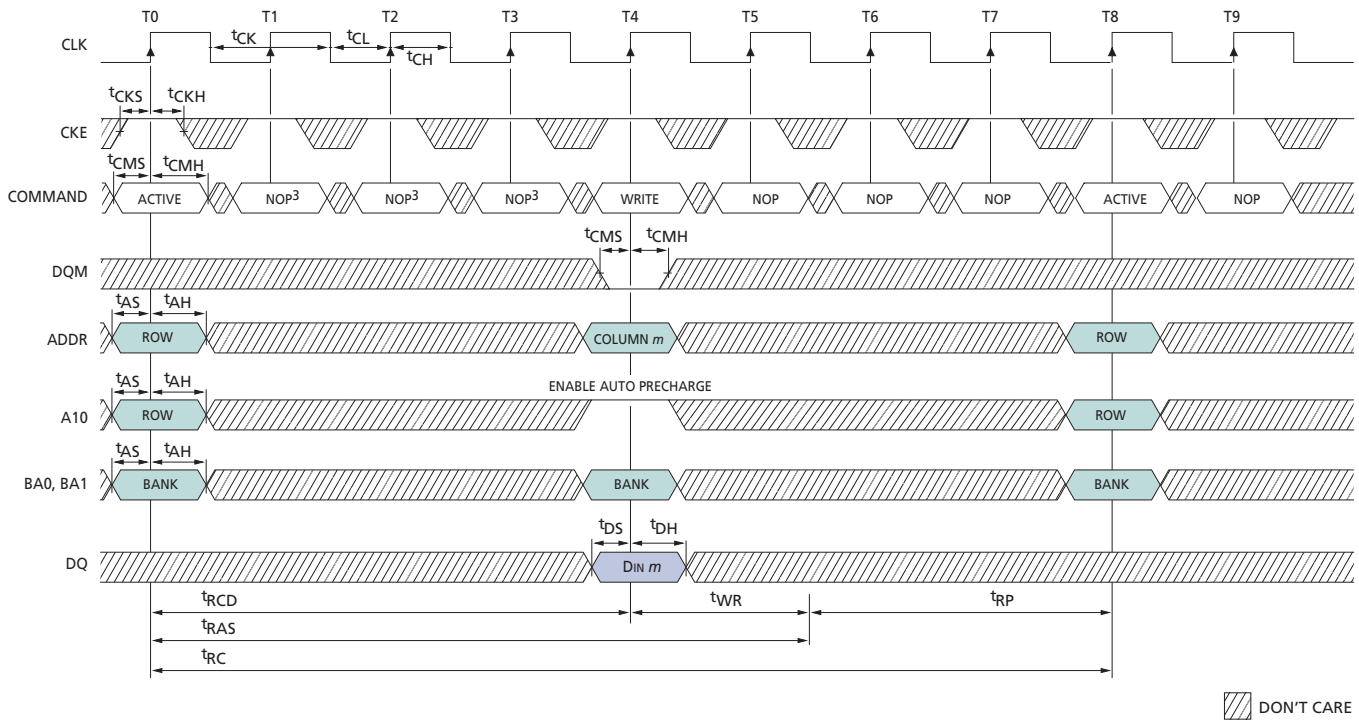 T0 T1 T2 T3 T4 T5 T6 T7 T8 T9
CLK
tCK tCL tCH
tCKS tCKH
CKE
tCMS tCMH
COMMAND ACTIVE NOP3 NOP3 NOP3 WRITE NOP NOP NOP ACTIVE NOP
tCMS tCMH
DQM
tAS tAH
ADDR ROW COLUMN m ROW
ENABLE AUTO PRECHARGE
tAS tAH
A10 ROW ROW
tAS tAH
BA0, BA1 BANK BANK BANK
tDS tDH
DQ DIN m
tRCD tWR tRP
tRAS
tRC
DON'T CARE